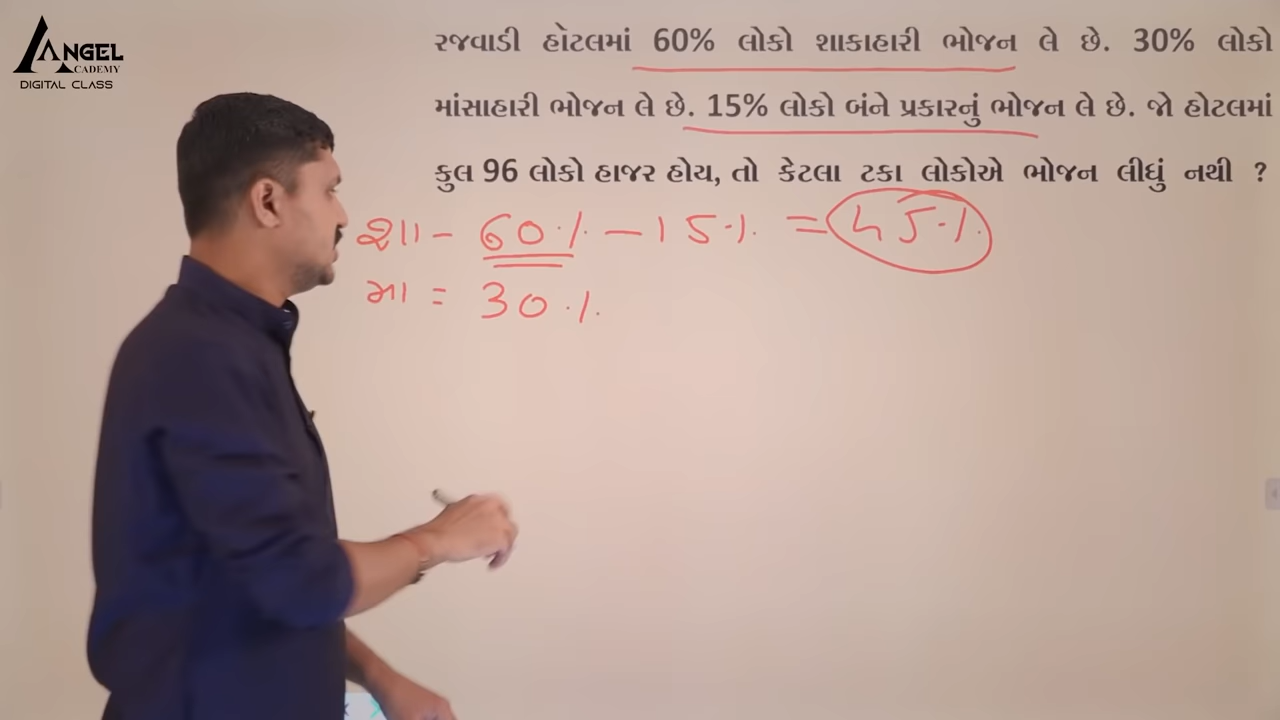 ANGEL
ACADEMY
DIGITAL CLASS
રજવાડી હોટલમાં 60% લોકો શાકાહારી ભોજન લે છે. 30% લોકો
માંસાહારી ભોજન લે છે. 15% લોકો બંને પ્રકારનું ભોજન લે છે. જો હોટલમાં
કુલ 96 લોકો હાજર હોય, તો કેટલા ટકા લોકોએ ભોજન લીધું નથી ?
શા - 60% - 15% = 45%
મા = 30%